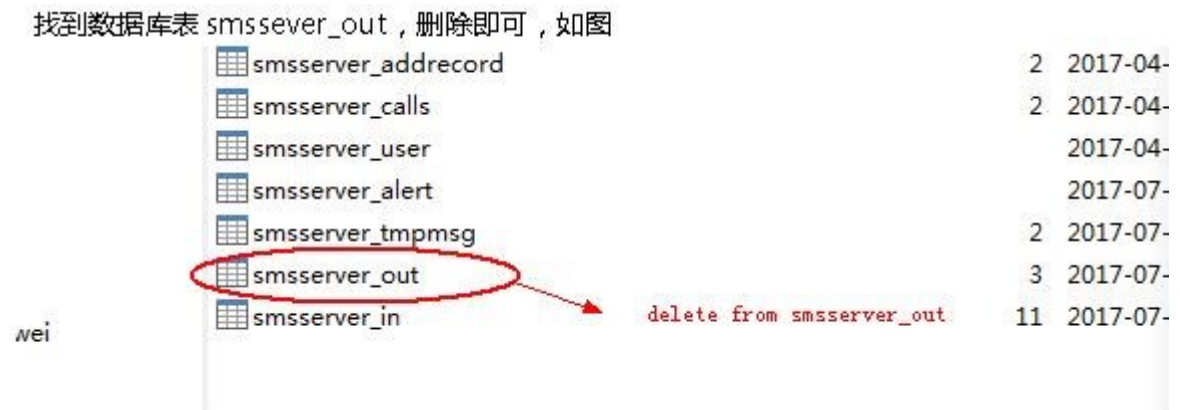 找到数据库表 smssever_out，删除即可，如图
smsserver_addrecord 2 2017-04-
smsserver_calls 2 2017-04-
smsserver_user 2017-04-
smsserver_alert 2017-07-
smsserver_tmpmsg 2 2017-07-
smsserver_out 3 2017-07-
smsserver_in delete from smsserver_out 11 2017-07-
wei